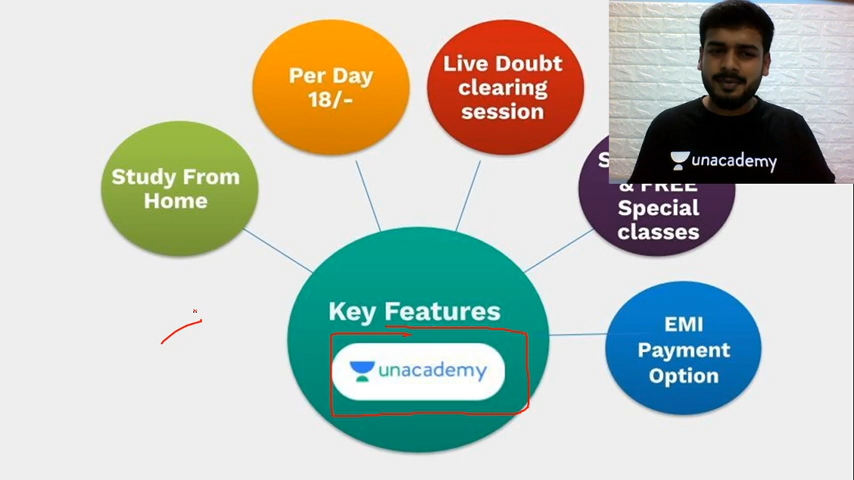 Per Day
18/-
Live Doubt
clearing
session
unacademy
Study From
Home
& FREE
Special
classes
Key Features
unacademy
EMI
Payment
Option